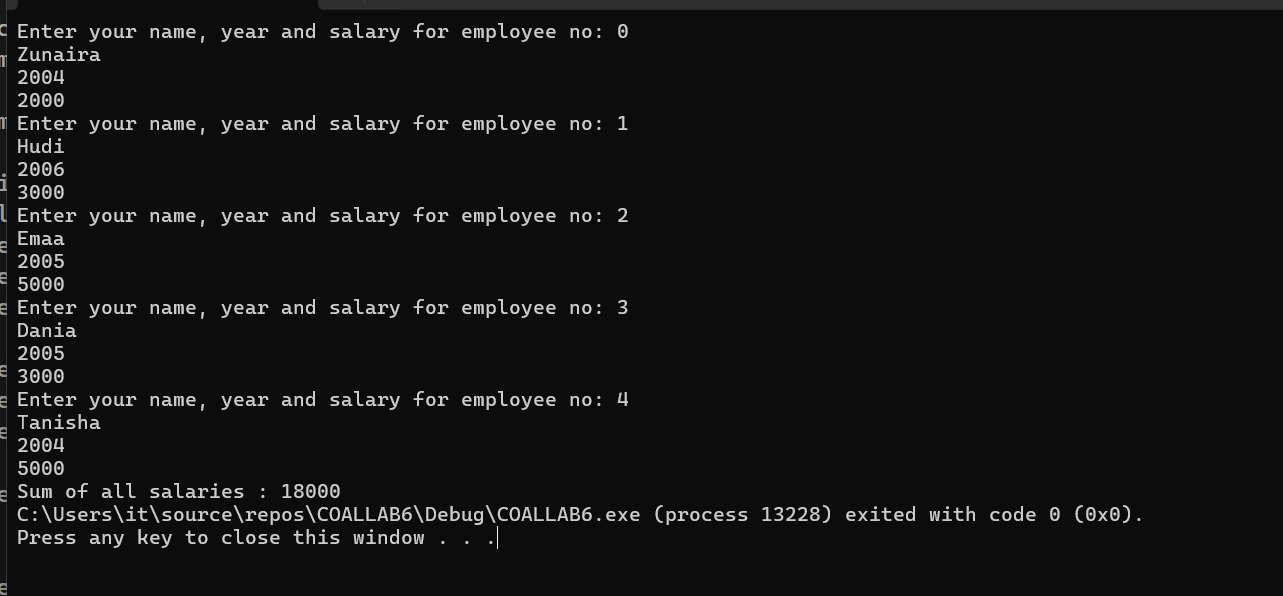 Enter your name, year and salary for employee no: 0
Zunaira
2004
2000
Enter your name, year and salary for employee no: 1
Hudi
2006
3000
Enter your name, year and salary for employee no: 2
Emaa
2005
5000
Enter your name, year and salary for employee no: 3
Dania
2005
3000
Enter your name, year and salary for employee no: 4
Tanisha
2004
5000
Sum of all salaries : 18000
C:\Users\it\source\repos\COALLAB6\Debug\COALLAB6.exe (process 13228) exited with code 0 (0x0).
Press any key to close this window . . .